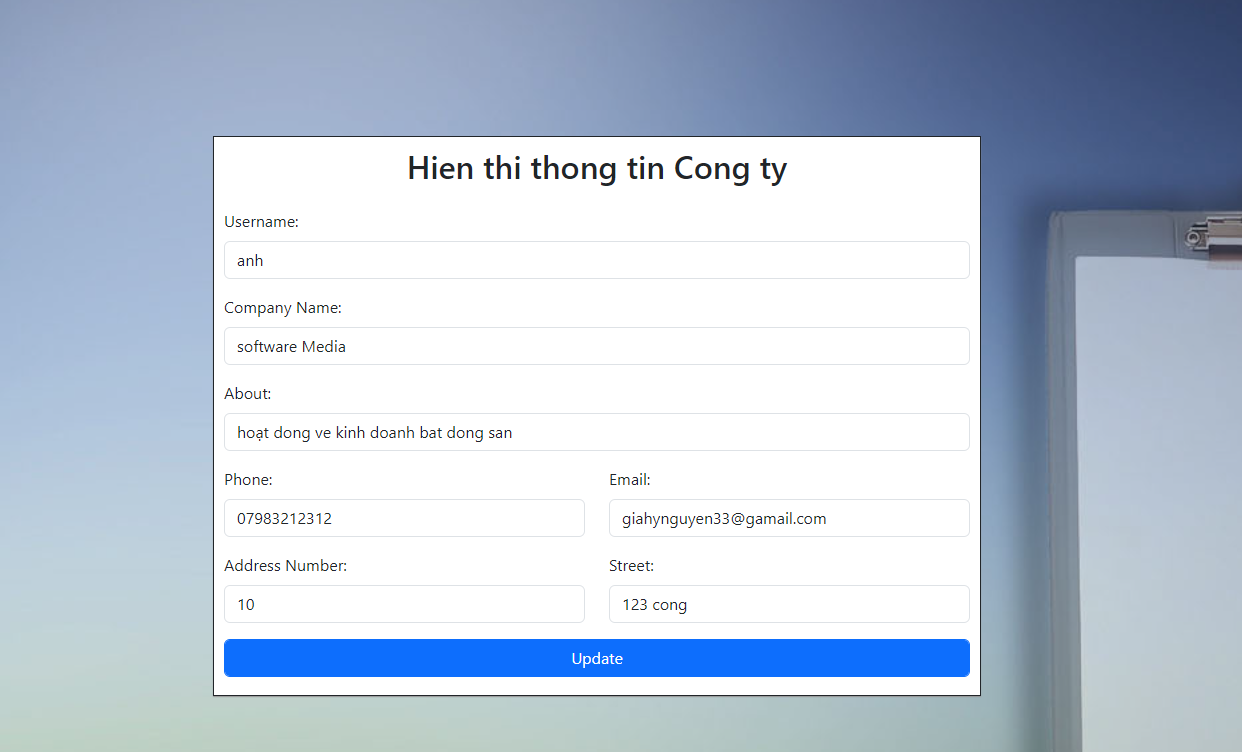 Hien thi thong tin Cong ty
Username:
anh
Company Name:
software Media
About:
hoạt dong ve kinh doanh bat dong san
Phone:
Email:
07983212312
giahynguyen33@gamail.com
Address Number:
Street:
10
123 cong
Update